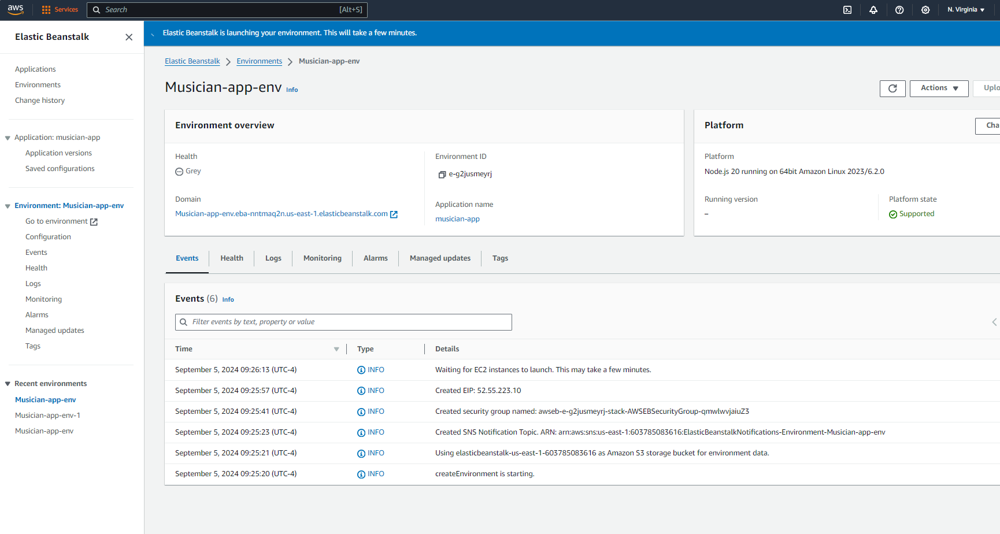 aws
Services
Search
[Alt+S]
N. Virginia
Elastic Beanstalk
Applications
Environments
Change history
Application: musician-app
Application versions
Saved configurations
Environment: Musician-app-env
Go to environment
Configuration
Events
Health
Logs
Monitoring
Alarms
Managed updates
Tags
Recent environments
Musician-app-env
Musician-app-env-1
Musician-app-env
Elastic Beanstalk is launching your environment. This will take a few minutes.
Elastic Beanstalk > Environments > Musician-app-env
Musician-app-env Info
Actions
Uplo
Environment overview
Health
Grey
Domain
Musician-app-env.eba-nntmaq2n.us-east-1.elasticbeanstalk.com
Environment ID
e-g2jusmeyrj
Application name
musician-app
Platform
Cha
Platform
Node.js 20 running on 64bit Amazon Linux 2023/6.2.0
Running version
–
Platform state
Supported
Events Health Logs Monitoring Alarms Managed updates Tags
Events (6) Info
Filter events by text, property or value
Time Type Details
September 5, 2024 09:26:13 (UTC-4) INFO Waiting for EC2 instances to launch. This may take a few minutes.
September 5, 2024 09:25:57 (UTC-4) INFO Created EIP: 52.55.223.10
September 5, 2024 09:25:41 (UTC-4) INFO Created security group named: awseb-e-g2jusmeyrj-stack-AWSEBSecurityGroup-qmwlwvjaiuZ3
September 5, 2024 09:25:23 (UTC-4) INFO Created SNS Notification Topic. ARN: arn:aws:sns:us-east-1:603785083616:ElasticBeanstalkNotifications-Environment-Musician-app-env
September 5, 2024 09:25:21 (UTC-4) INFO Using elasticbeanstalk-us-east-1-603785083616 as Amazon S3 storage bucket for environment data.
September 5, 2024 09:25:20 (UTC-4) INFO createEnvironment is starting.